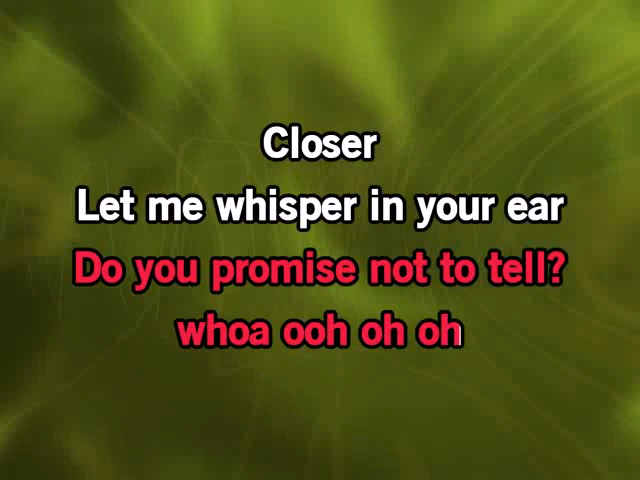 Closer
Let me whisper in your ear
Do you promise not to tell?
whoa ooh oh oh